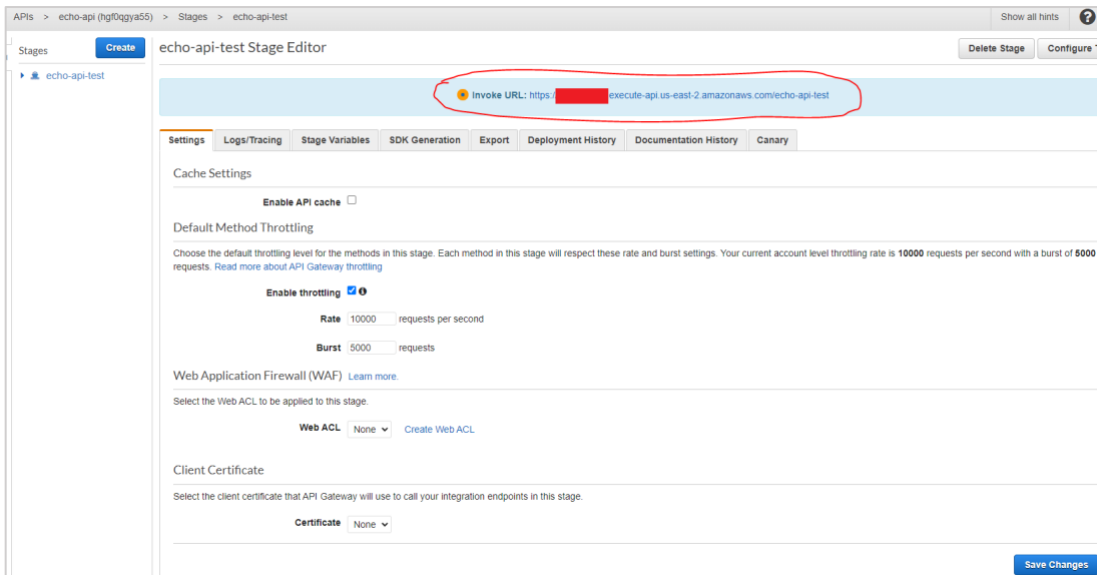 APIs > echo-api (hgf0qgya55) > Stages > echo-api-test Show all hints ?
Stages Create echo-api-test Stage Editor Delete Stage Configure T
echo-api-test
Invoke URL: https:/ execute-api.us-east-2.amazonaws.com/echo-api-test
Settings Logs/Tracing Stage Variables SDK Generation Export Deployment History Documentation History Canary
Cache Settings
Enable API cache
Default Method Throttling
Choose the default throttling level for the methods in this stage. Each method in this stage will respect these rate and burst settings. Your current account level throttling rate is 10000 requests per second with a burst of 5000
requests. Read more about API Gateway throttling
Enable throttling
Rate 10000 requests per second
Burst 5000 requests
Web Application Firewall (WAF) Learn more.
Select the Web ACL to be applied to this stage.
Web ACL None Create Web ACL
Client Certificate
Select the client certificate that API Gateway will use to call your integration endpoints in this stage.
Certificate None
Save Changes